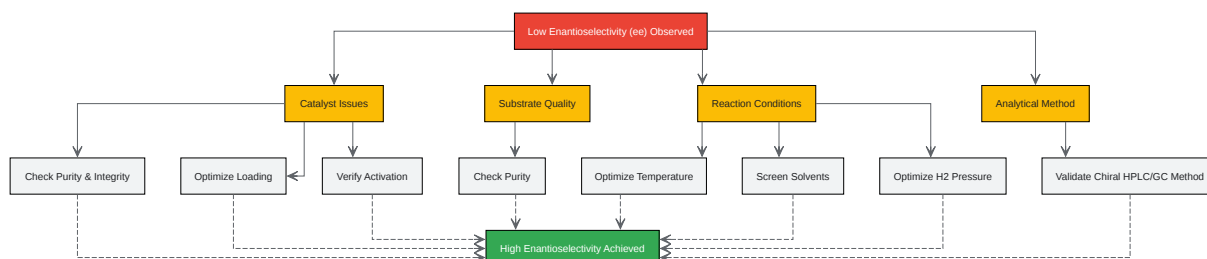 Low Enantioselectivity (ee) Observed
Catalyst Issues
Substrate Quality
Reaction Conditions
Analytical Method
Check Purity & Integrity
Optimize Loading
Verify Activation
Check Purity
Optimize Temperature
Screen Solvents
Optimize H2 Pressure
Validate Chiral HPLC/GC Method
High Enantioselectivity Achieved